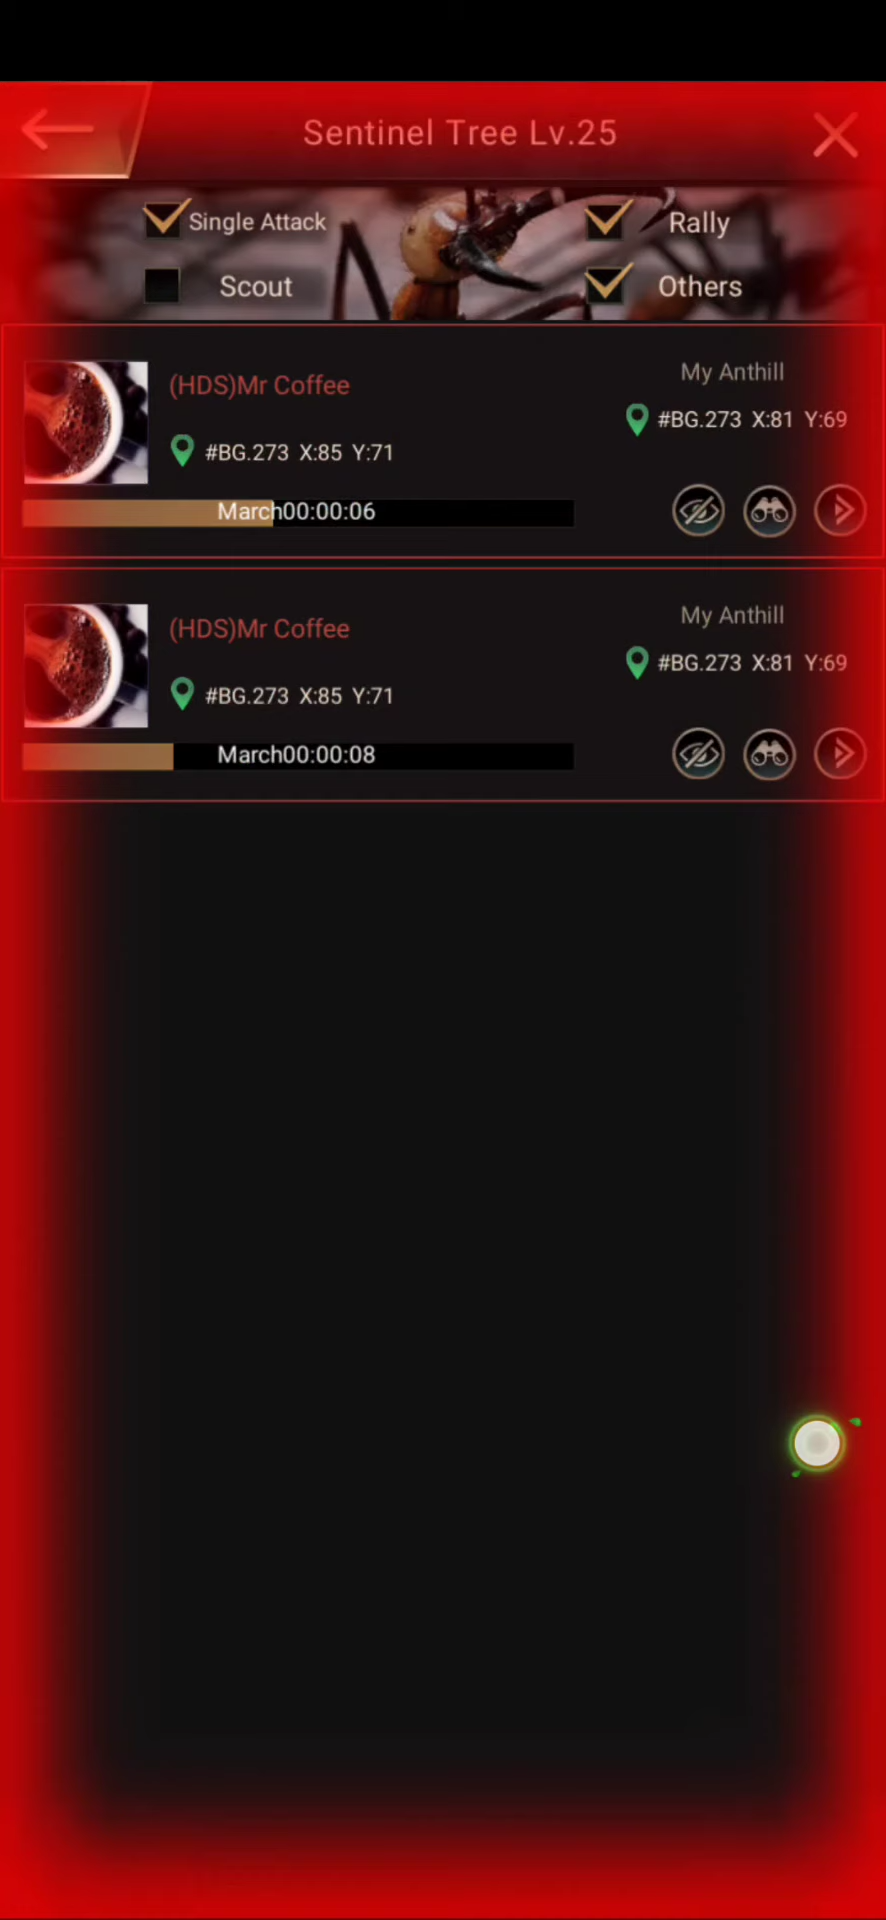 Sentinel Tree Lv.25
Single Attack
Rally
Scout
Others
(HDS)Mr Coffee
My Anthill
#BG.273 X:81 Y:69
#BG.273 X:85 Y:71
March00:00:06
(HDS)Mr Coffee
My Anthill
#BG.273 X:81 Y:69
#BG.273 X:85 Y:71
March00:00:08